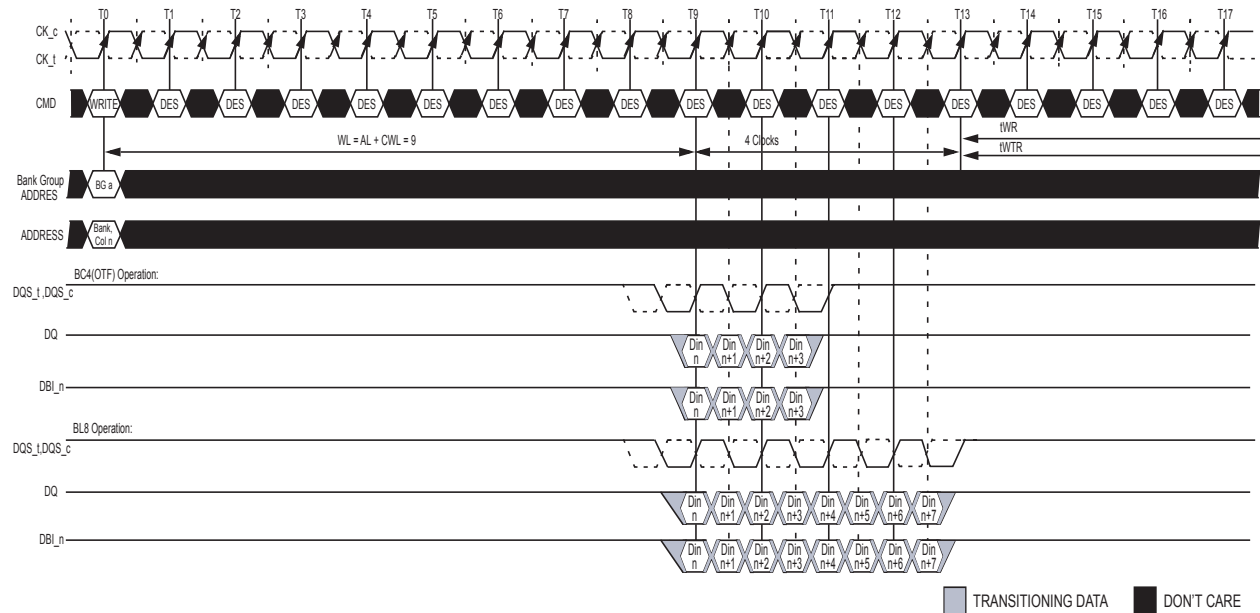 T0 T1 T2 T3 T4 T5 T6 T7 T8 T9 T10 T11 T12 T13 T14 T15 T16 T17
CK_c
CK_t
CMD WRITE DES DES DES DES DES DES DES DES DES DES DES DES DES DES DES DES DES
WL = AL + CWL = 9 4 Clocks tWR
tWTR
Bank Group
ADDRES
BG a
ADDRESS
Bank,
Col n
BC4(OTF) Operation:
DQS_t ,DQS_c
DQ
Din Din Din Din
n n+1 n+2 n+3
DBI_n
Din Din Din Din
n n+1 n+2 n+3
BL8 Operation:
DQS_t,DQS_c
DQ
Din Din Din Din Din Din Din Din
n n+1 n+2 n+3 n+4 n+5 n+6 n+7
DBI_n
Din Din Din Din Din Din Din Din
n n+1 n+2 n+3 n+4 n+5 n+6 n+7
TRANSITIONING DATA DON'T CARE